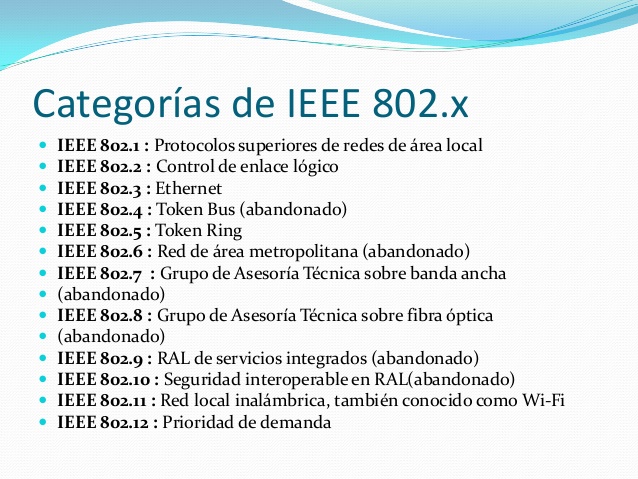 Categorías de IEEE 802.x
IEEE 802.1 : Protocolos superiores de redes de área local
IEEE 802.2 : Control de enlace lógico
IEEE 802.3 : Ethernet
IEEE 802.4 : Token Bus (abandonado)
IEEE 802.5 : Token Ring
IEEE 802.6 : Red de área metropolitana (abandonado)
IEEE 802.7 : Grupo de Asesoría Técnica sobre banda ancha
(abandonado)
IEEE 802.8 : Grupo de Asesoría Técnica sobre fibra óptica
(abandonado)
IEEE 802.9 : RAL de servicios integrados (abandonado)
IEEE 802.10 : Seguridad interoperable en RAL(abandonado)
IEEE 802.11 : Red local inalámbrica, también conocido como Wi-Fi
IEEE 802.12 : Prioridad de demanda